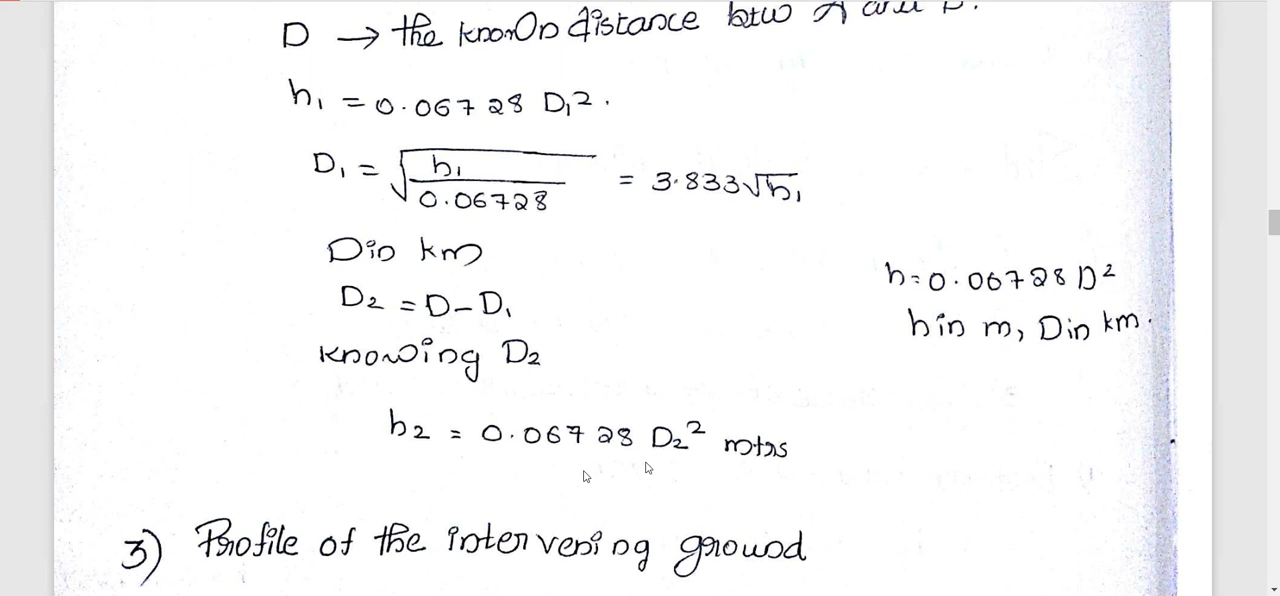 D → the known distance btw A and B.
h₁ = 0.06728 D₁².
D₁ = √(h₁ / 0.06728) = 3.833√h₁
D in km
D₂ = D - D₁
h = 0.06728 D²
h in m, D in km.
knowing D₂
h₂ = 0.06728 D₂² mtrs
3) Profile of the intervening ground